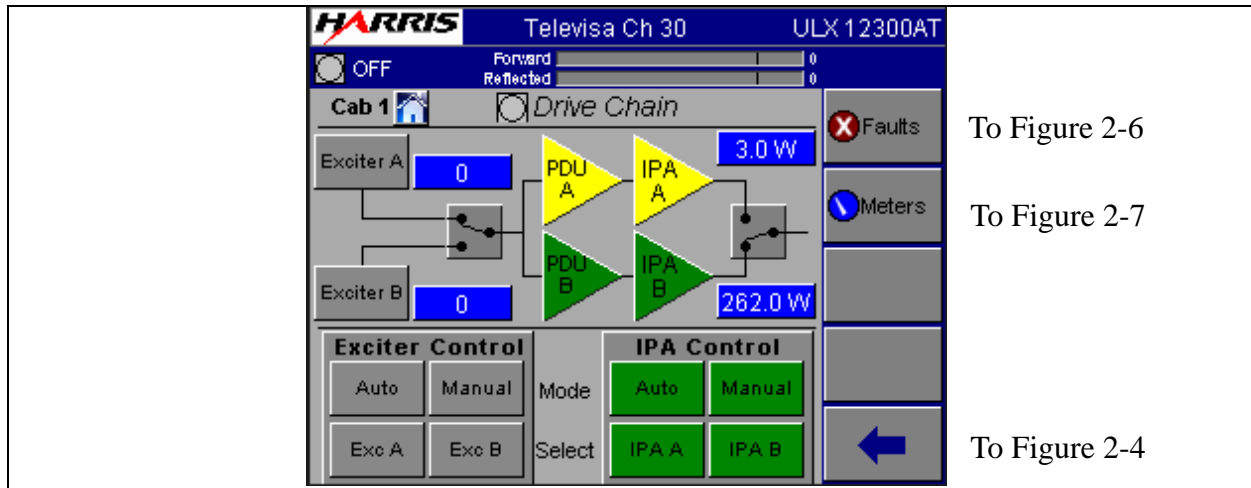 HARRIS Televisa Ch 30 ULX 12300AT
OFF Forward 0
Reflected 0
Cab 1 Drive Chain
Faults To Figure 2-6
Exciter A 0 PDU A IPA A 3.0 W
Meters To Figure 2-7
Exciter B 0 PDU B IPA B 262.0 W
Exciter Control IPA Control
Auto Manual Mode Auto Manual
Exc A Exc B Select IPA A IPA B To Figure 2-4